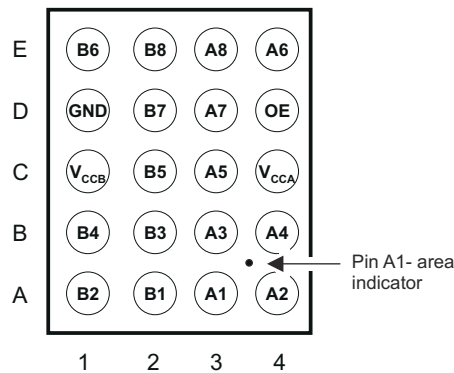 E B6 B8 A8 A6
D GND B7 A7 OE
C VCCB B5 A5 VCCA
B B4 B3 A3 A4
Pin A1- area
indicator
A B2 B1 A1 A2
1 2 3 4